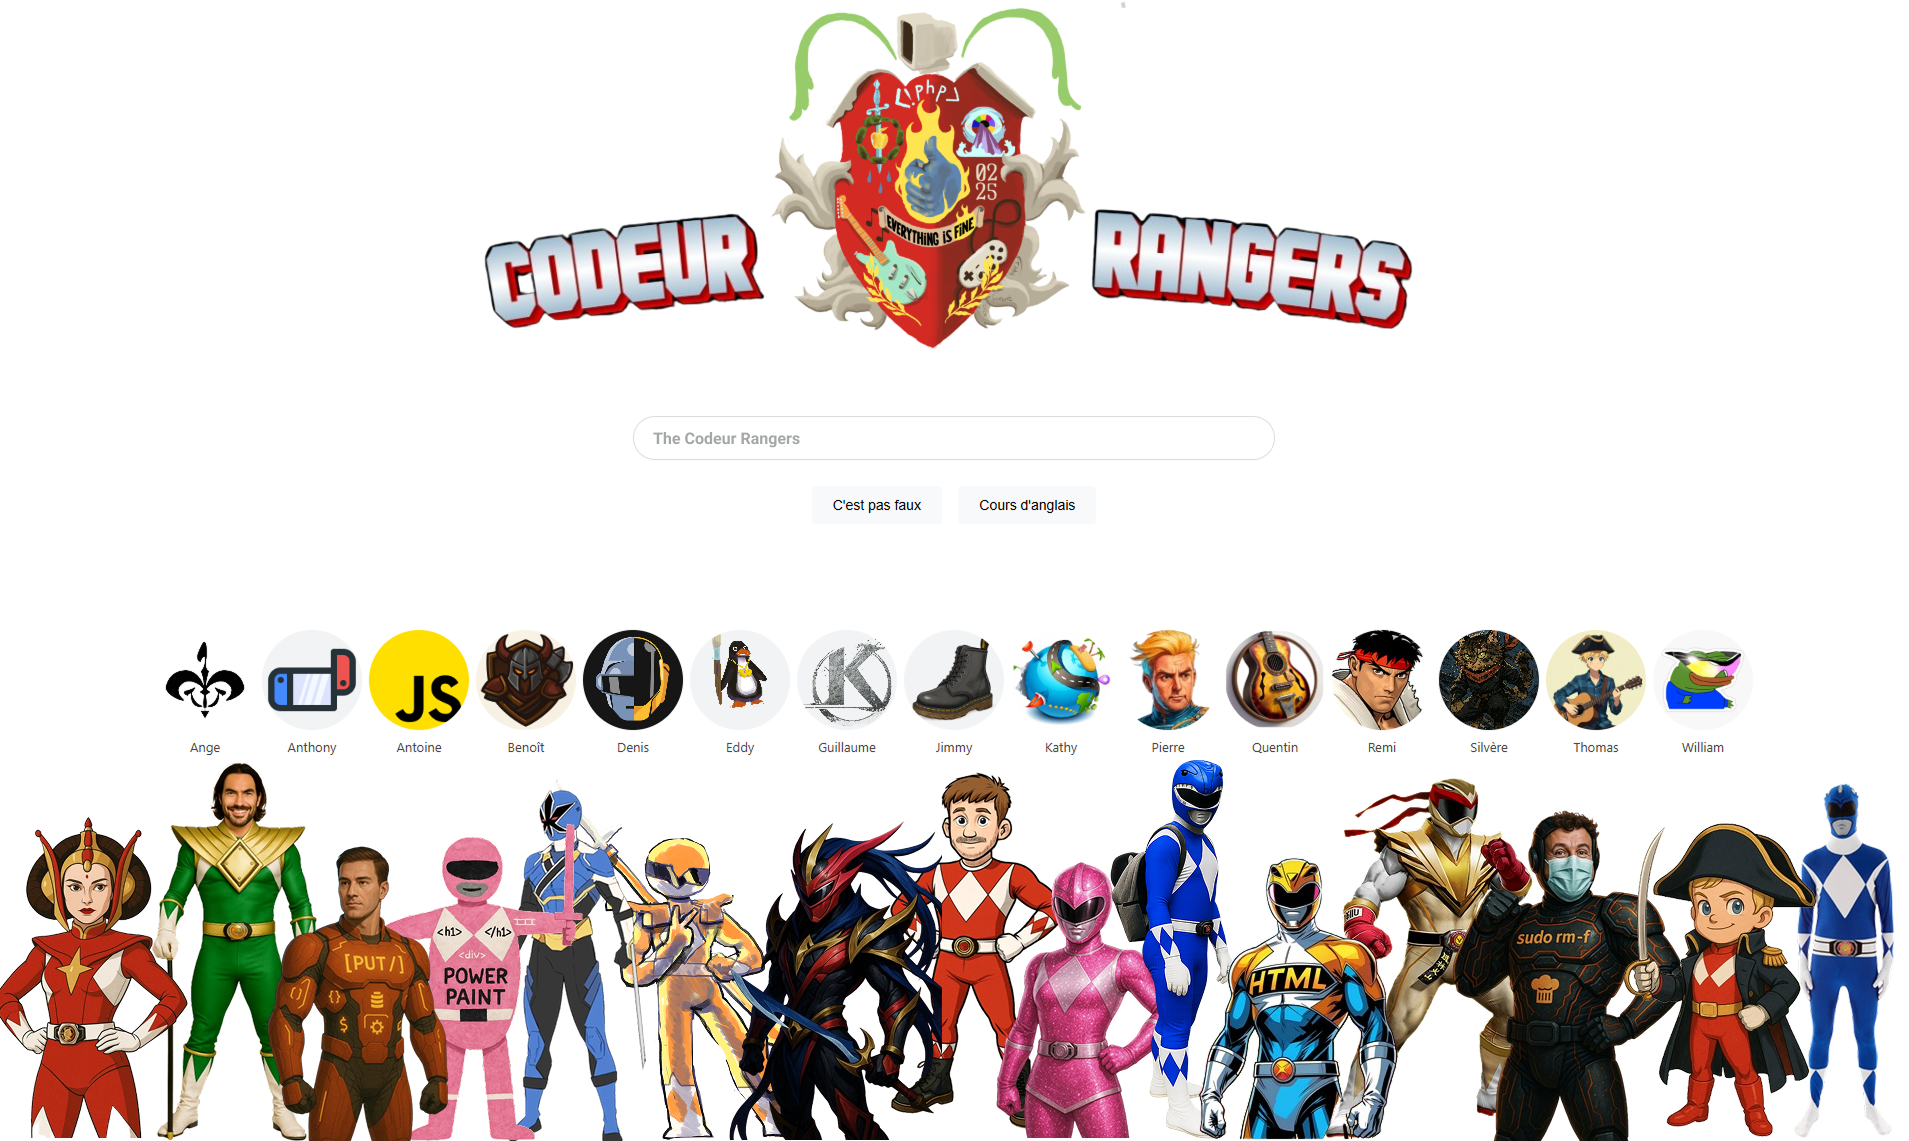 <!php>
02
25
EVERYTHING IS FINE
CODEUR
RANGERS
The Codeur Rangers
C'est pas faux
Cours d'anglais
JS
K
Ange
Anthony
Antoine
Benoît
Denis
Eddy
Guillaume
Jimmy
Kathy
Pierre
Quentin
Remi
Silvère
Thomas
William
[PUT/]
{}
{}
$
<h1>
</h1>
<div>
POWER
PAINT
HTML
sudo rm-f